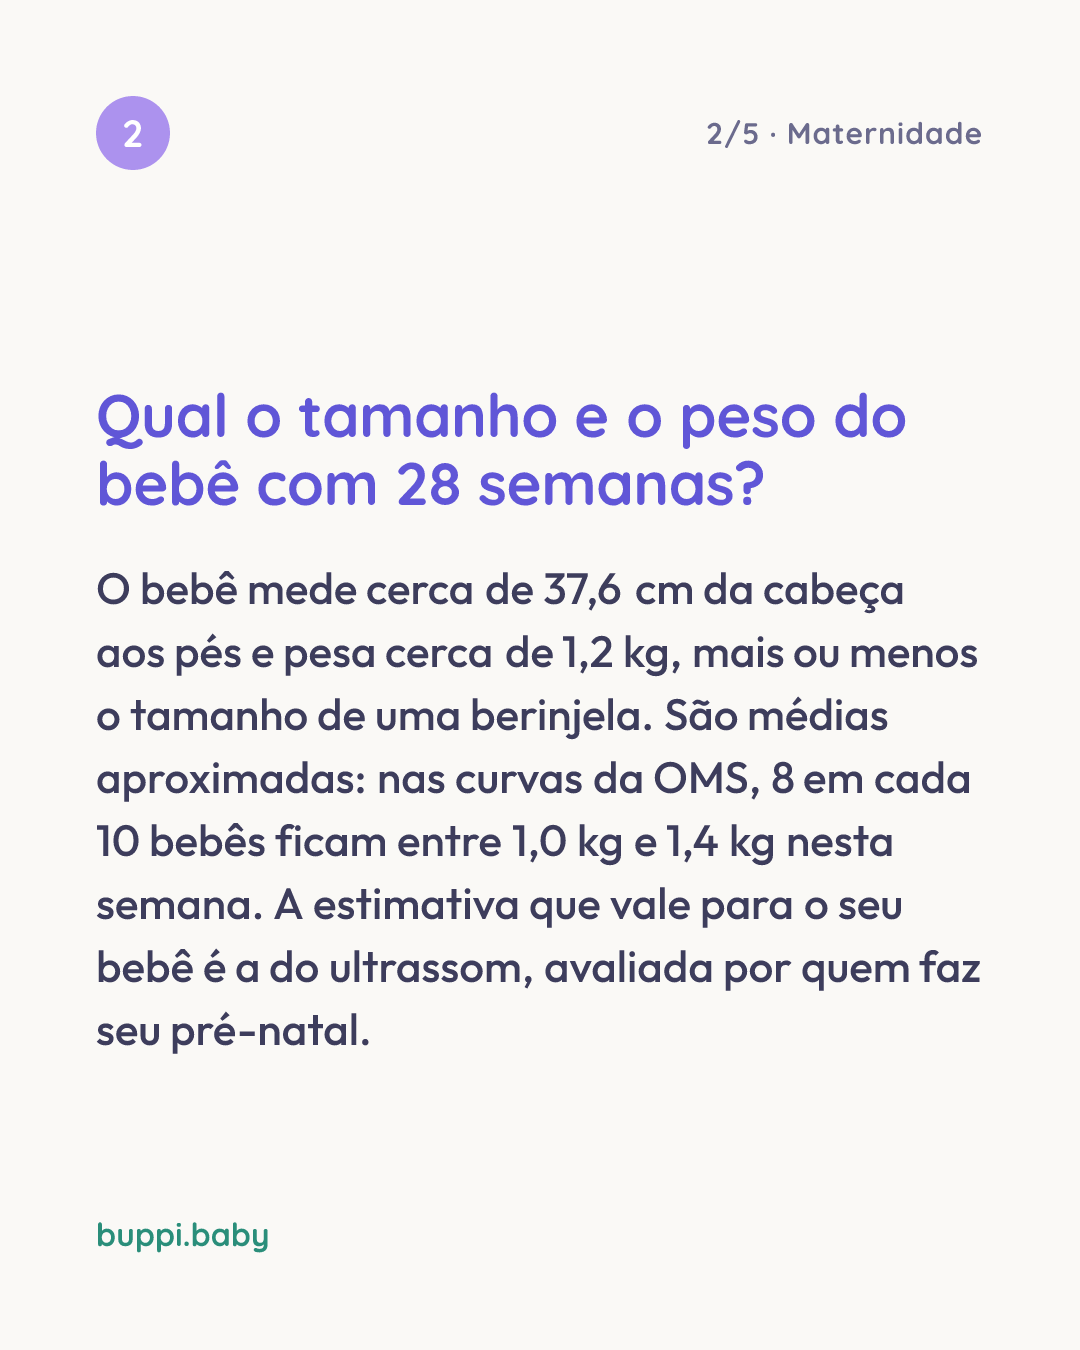 2
2/5 · Maternidade
Qual o tamanho e o peso do
bebê com 28 semanas?
O bebê mede cerca de 37,6 cm da cabeça
aos pés e pesa cerca de 1,2 kg, mais ou menos
o tamanho de uma berinjela. São médias
aproximadas: nas curvas da OMS, 8 em cada
10 bebês ficam entre 1,0 kg e 1,4 kg nesta
semana. A estimativa que vale para o seu
bebê é a do ultrassom, avaliada por quem faz
seu pré-natal.
buppi.baby